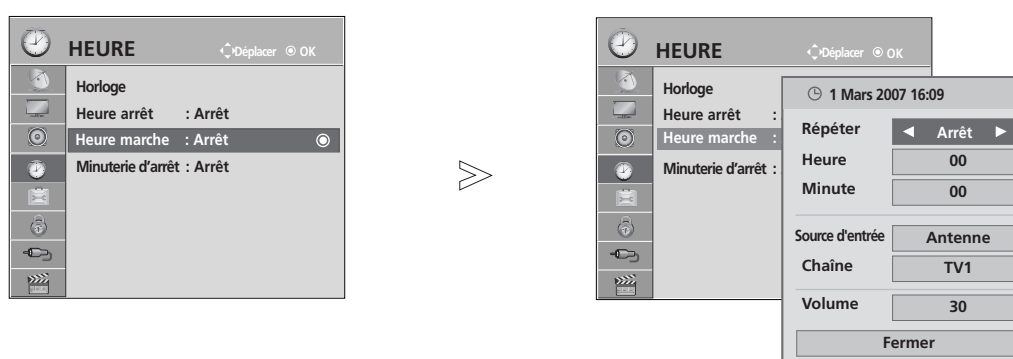 HEURE Déplacer OK
Horloge
Heure arrêt : Arrêt
Heure marche : Arrêt
Minuterie d'arrêt : Arrêt
HEURE Déplacer OK
Horloge
Heure arrêt :
Heure marche :
Minuterie d'arrêt :
1 Mars 2007 16:09
Répéter Arrêt
Heure 00
Minute 00
Source d'entrée Antenne
Chaîne TV1
Volume 30
Fermer